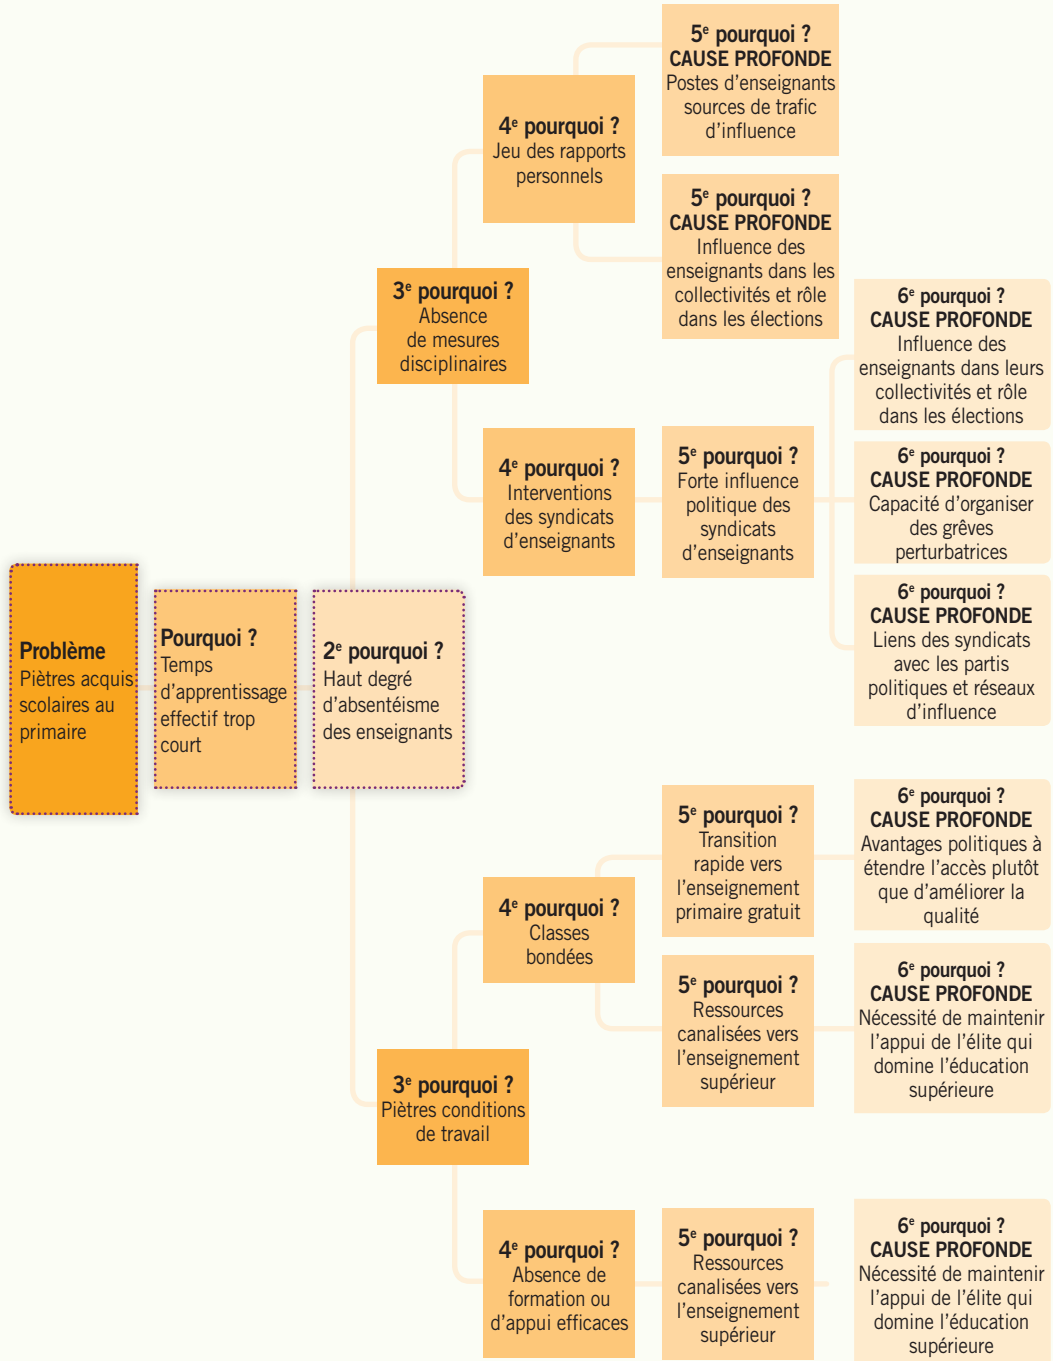 Problème
Piètres acquis
scolaires au
primaire
Pourquoi ?
Temps
d'apprentissage
effectif trop
court
2e pourquoi ?
Haut degré
d'absentéisme
des enseignants
3e pourquoi ?
Absence
de mesures
disciplinaires
4e pourquoi ?
Jeu des rapports
personnels
5e pourquoi ?
CAUSE PROFONDE
Postes d'enseignants
sources de trafic
d'influence
5e pourquoi ?
CAUSE PROFONDE
Influence des
enseignants dans les
collectivités et rôle
dans les élections
4e pourquoi ?
Interventions
des syndicats
d'enseignants
5e pourquoi ?
Forte influence
politique des
syndicats
d'enseignants
6e pourquoi ?
CAUSE PROFONDE
Influence des
enseignants dans leurs
collectivités et rôle
dans les élections
6e pourquoi ?
CAUSE PROFONDE
Capacité d'organiser
des grêves
perturbatrices
6e pourquoi ?
CAUSE PROFONDE
Liens des syndicats
avec les partis
politiques et réseaux
d'influence
3e pourquoi ?
Piètres conditions
de travail
4e pourquoi ?
Classes
bondées
5e pourquoi ?
Transition
rapide vers
l'enseignement
primaire gratuit
6e pourquoi ?
CAUSE PROFONDE
Avantages politiques à
étendre l'accès plutôt
que d'améliorer la
qualité
5e pourquoi ?
Ressources
canalisées vers
l'enseignement
supérieur
6e pourquoi ?
CAUSE PROFONDE
Nécessité de maintenir
l'appui de l'élite qui
domine l'éducation
supérieure
4e pourquoi ?
Absence de
formation ou
d'appui efficaces
5e pourquoi ?
Ressources
canalisées vers
l'enseignement
supérieur
6e pourquoi ?
CAUSE PROFONDE
Nécessité de maintenir
l'appui de l'élite qui
domine l'éducation
supérieure